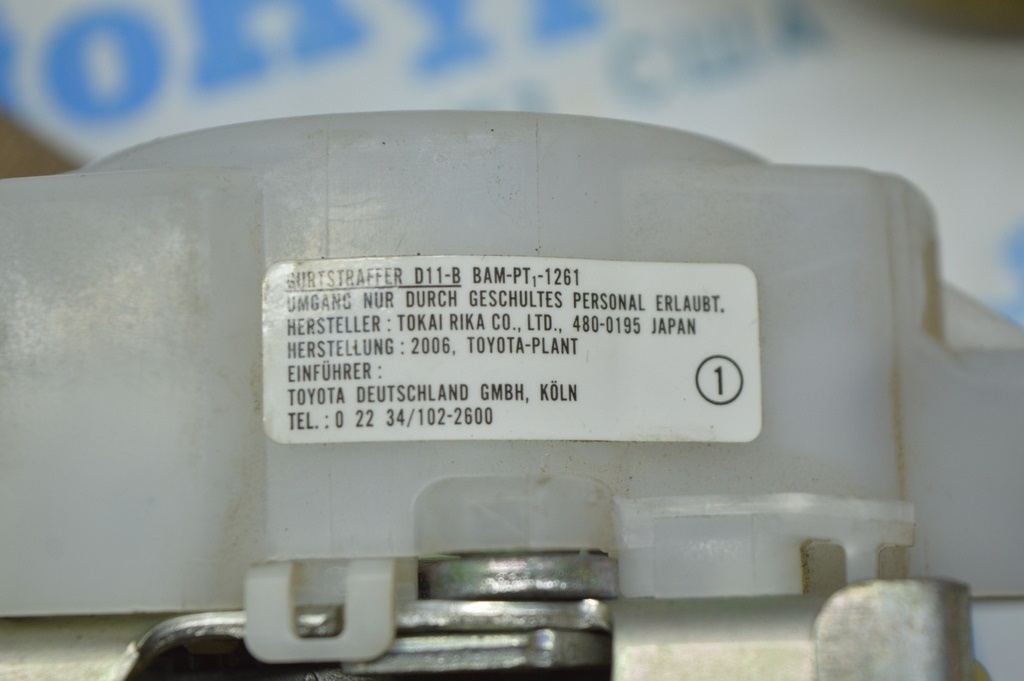 GURTSTRAFFER D11-B BAM-PT1-1261
UMGANG NUR DURCH GESCHULTES PERSONAL ERLAUBT.
HERSTELLER : TOKAI RIKA CO., LTD., 480-0195 JAPAN
HERSTELLUNG : 2006, TOYOTA-PLANT
EINFÜHRER :
TOYOTA DEUTSCHLAND GMBH, KÖLN
TEL. : 0 22 34/102-2600
1